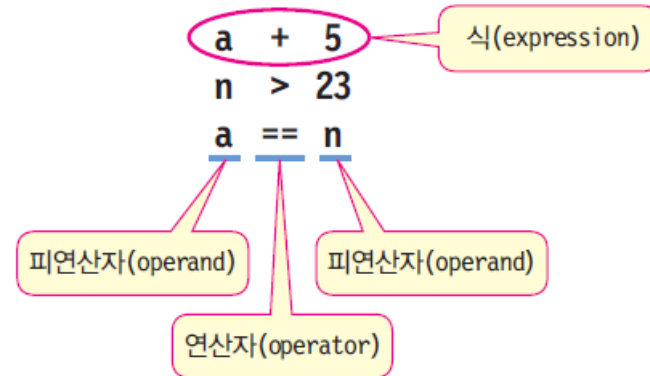 a + 5
식(expression)
n > 23
a == n
피연산자(operand)
피연산자(operand)
연산자(operator)